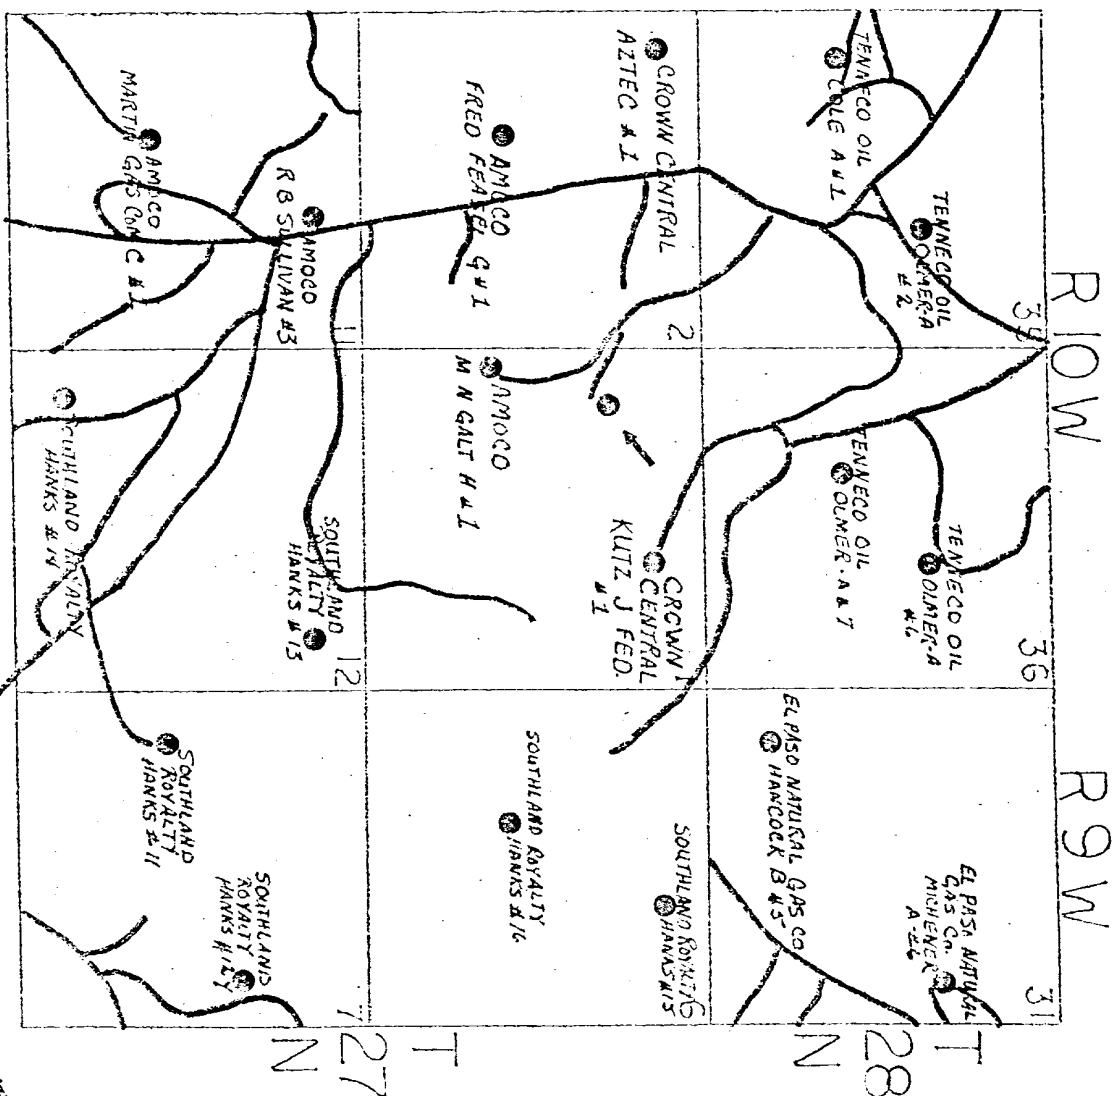 R 10 W
R 9 W
36
31
TENNECO OIL
OLMER-A
#2
TENNECO OIL
OLMER-A
#6
EL PASO NATURAL
GAS CO.
MICHENER
A-#6
T
28
N
TENNECO OIL
COLE A #1
TENNECO OIL
OLMER-A #7
EL PASO NATURAL GAS CO
HANCOCK B #5
2
1
6
CROWN CENTRAL
AZTEC #1
CROWN
CENTRAL
KUTZ J FED.
#1
SOUTHLAND ROYALTY
HANKS #15
AMOCO
FRED FEASEL G #1
AMOCO
M N GALT H #1
SOUTHLAND ROYALTY
HANKS #16
T
27
N
11
12
7
AMOCO
R B SULLIVAN #3
SOUTHLAND
ROYALTY
HANKS #13
SOUTHLAND
ROYALTY
HANKS #12Y
AMOCO
MARTIN GAS COM C #1
SOUTHLAND ROYALTY
HANKS #14
SOUTHLAND
ROYALTY
HANKS #11